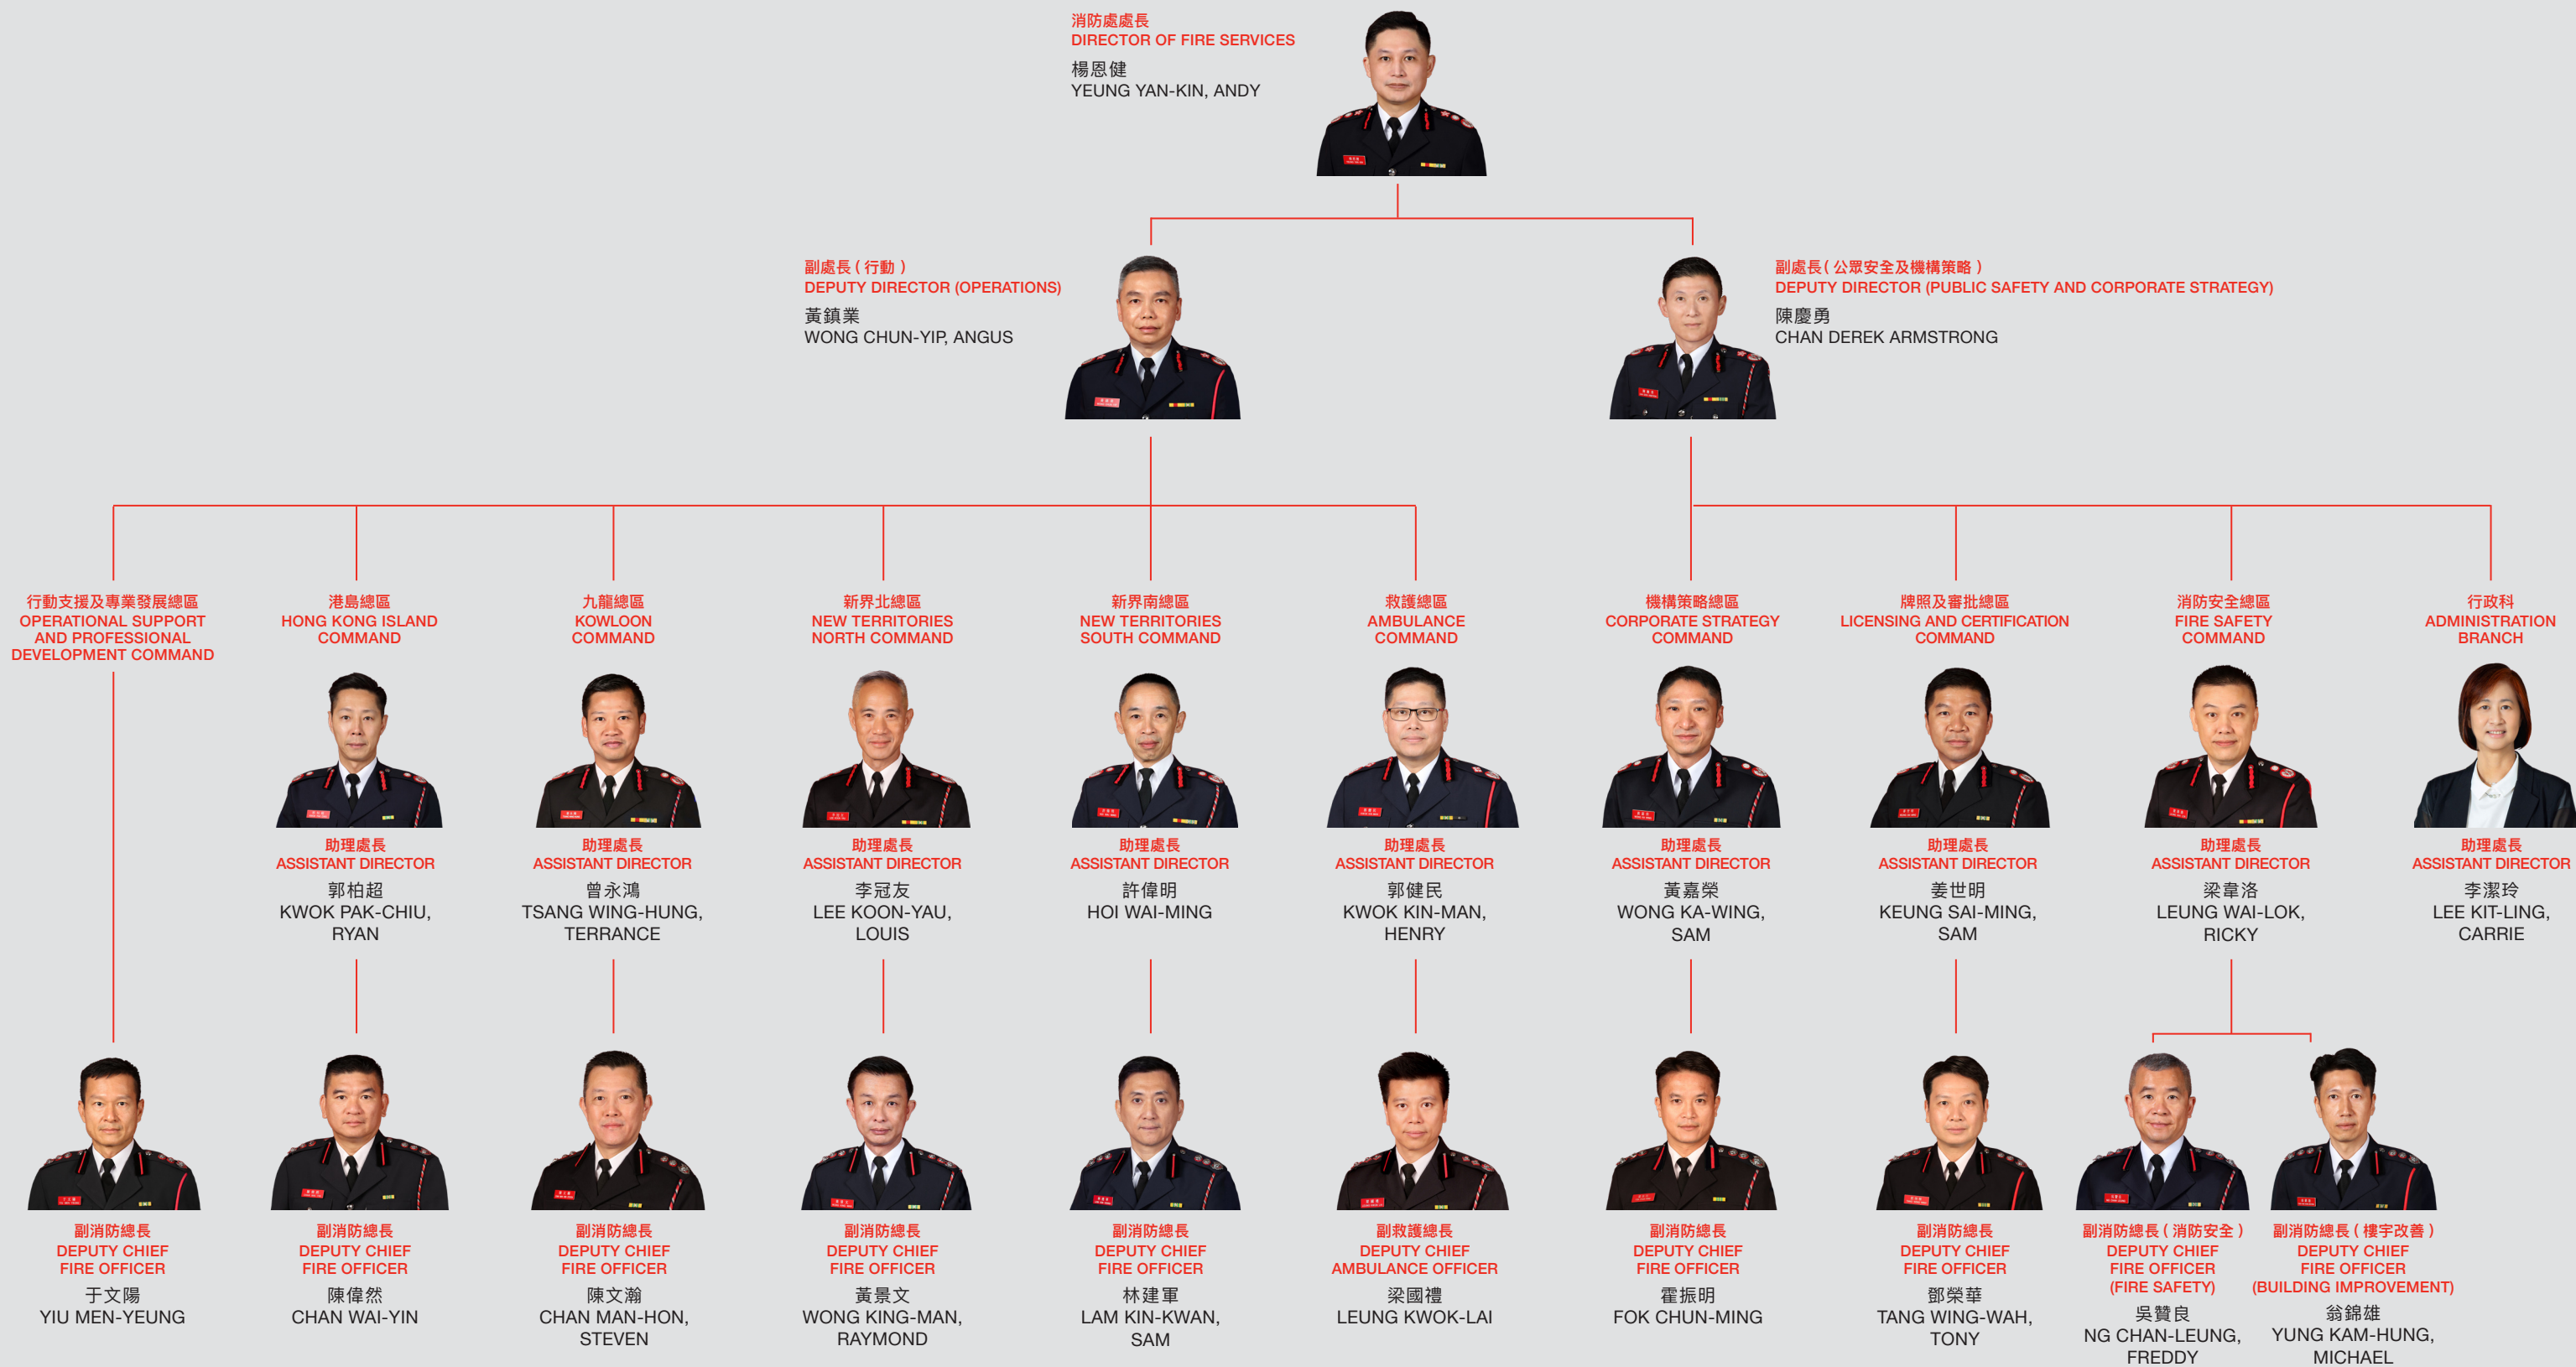 消防處處長
DIRECTOR OF FIRE SERVICES
楊恩健
YEUNG YAN-KIN, ANDY
副處長 ( 行動 )
DEPUTY DIRECTOR (OPERATIONS)
黃鎮業
WONG CHUN-YIP, ANGUS
副處長 ( 公眾安全及機構策略 )
DEPUTY DIRECTOR (PUBLIC SAFETY AND CORPORATE STRATEGY)
陳慶勇
CHAN DEREK ARMSTRONG
行動支援及專業發展總區
OPERATIONAL SUPPORT
AND PROFESSIONAL
DEVELOPMENT COMMAND
港島總區
HONG KONG ISLAND
COMMAND
九龍總區
KOWLOON
COMMAND
新界北總區
NEW TERRITORIES
NORTH COMMAND
新界南總區
NEW TERRITORIES
SOUTH COMMAND
救護總區
AMBULANCE
COMMAND
機構策略總區
CORPORATE STRATEGY
COMMAND
牌照及審批總區
LICENSING AND CERTIFICATION
COMMAND
消防安全總區
FIRE SAFETY
COMMAND
行政科
ADMINISTRATION
BRANCH
助理處長
ASSISTANT DIRECTOR
郭柏超
KWOK PAK-CHIU,
RYAN
助理處長
ASSISTANT DIRECTOR
曾永鴻
TSANG WING-HUNG,
TERRANCE
助理處長
ASSISTANT DIRECTOR
李冠友
LEE KOON-YAU,
LOUIS
助理處長
ASSISTANT DIRECTOR
許偉明
HOI WAI-MING
助理處長
ASSISTANT DIRECTOR
郭健民
KWOK KIN-MAN,
HENRY
助理處長
ASSISTANT DIRECTOR
黃嘉榮
WONG KA-WING,
SAM
助理處長
ASSISTANT DIRECTOR
姜世明
KEUNG SAI-MING,
SAM
助理處長
ASSISTANT DIRECTOR
梁韋洛
LEUNG WAI-LOK,
RICKY
助理處長
ASSISTANT DIRECTOR
李潔玲
LEE KIT-LING,
CARRIE
副消防總長
DEPUTY CHIEF
FIRE OFFICER
于文陽
YIU MEN-YEUNG
副消防總長
DEPUTY CHIEF
FIRE OFFICER
陳偉然
CHAN WAI-YIN
副消防總長
DEPUTY CHIEF
FIRE OFFICER
陳文瀚
CHAN MAN-HON,
STEVEN
副消防總長
DEPUTY CHIEF
FIRE OFFICER
黃景文
WONG KING-MAN,
RAYMOND
副消防總長
DEPUTY CHIEF
FIRE OFFICER
林建軍
LAM KIN-KWAN,
SAM
副救護總長
DEPUTY CHIEF
AMBULANCE OFFICER
梁國禮
LEUNG KWOK-LAI
副消防總長
DEPUTY CHIEF
FIRE OFFICER
霍振明
FOK CHUN-MING
副消防總長
DEPUTY CHIEF
FIRE OFFICER
鄧榮華
TANG WING-WAH,
TONY
副消防總長 ( 消防安全 )
DEPUTY CHIEF
FIRE OFFICER
(FIRE SAFETY)
吳贊良
NG CHAN-LEUNG,
FREDDY
副消防總長 ( 樓宇改善 )
DEPUTY CHIEF
FIRE OFFICER
(BUILDING IMPROVEMENT)
翁錦雄
YUNG KAM-HUNG,
MICHAEL